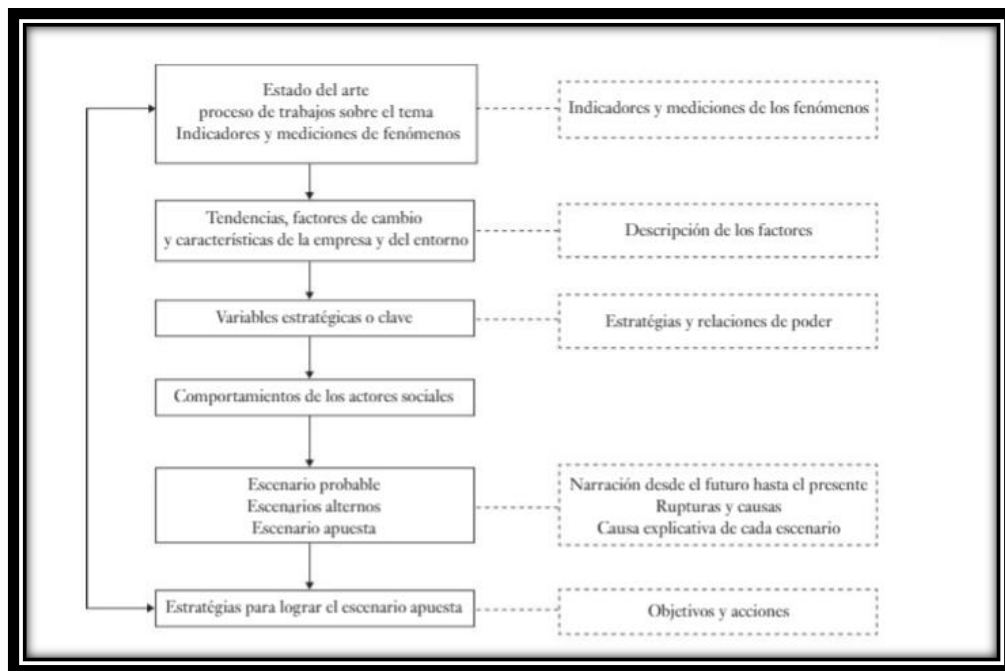 Estado del arte
proceso de trabajos sobre el tema
Indicadores y mediciones de fenómenos
Indicadores y mediciones de los fenómenos
Tendencias, factores de cambio
y características de la empresa y del entorno
Descripción de los factores
Variables estratégicas o clave
Estratégias y relaciones de poder
Comportamientos de los actores sociales
Escenario probable
Escenarios alternos
Escenario apuesta
Narración desde el futuro hasta el presente
Rupturas y causas
Causa explicativa de cada escenario
Estratégias para lograr el escenario apuesta
Objetivos y acciones